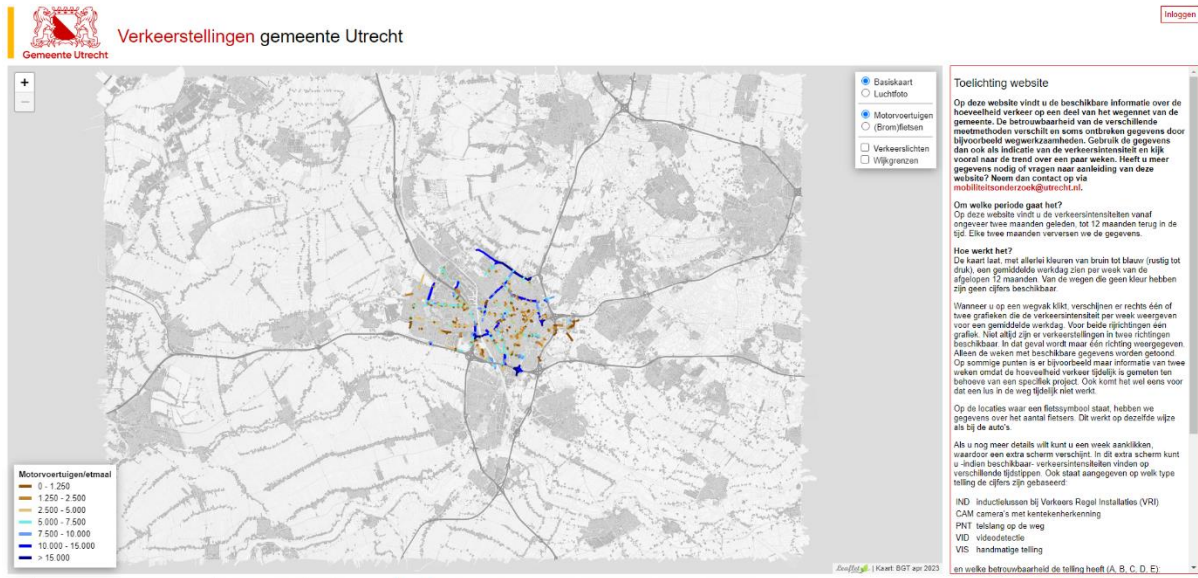 Inloggen
Gemeente Utrecht
Verkeerstellingen gemeente Utrecht
+
−
Basiskaart
Luchtfoto
Motorvoertuigen
(Brom)fietsen
Verkeerslichten
Wijkgrenzen
Motorvoertuigen/etmaal
0 - 1.250
1.250 - 2.500
2.500 - 5.000
5.000 - 7.500
7.500 - 10.000
10.000 - 15.000
> 15.000
Leaflet | Kaart: BGT apr 2023
Toelichting website
Op deze website vindt u de beschikbare informatie over de
hoeveelheid verkeer op een deel van het wegennet van de
gemeente. De betrouwbaarheid van de verschillende
meetmethoden verschilt en soms ontbreken gegevens door
bijvoorbeeld wegwerkzaamheden. Gebruik de gegevens
dan ook als indicatie van de verkeersintensiteit en kijk
vooral naar de trend over een paar weken. Heeft u meer
gegevens nodig of vragen naar aanleiding van deze
website? Neem dan contact op via
mobiliteitsonderzoek@utrecht.nl.
Om welke periode gaat het?
Op deze website vindt u de verkeersintensiteiten vanaf
ongeveer twee maanden geleden, tot 12 maanden terug in de
tijd. Elke twee maanden verversen we de gegevens.
Hoe werkt het?
De kaart laat, met allerlei kleuren van bruin tot blauw (rustig tot
druk), een gemiddelde werkdag zien per week van de
afgelopen 12 maanden. Van de wegen die geen kleur hebben
zijn geen cijfers beschikbaar.
Wanneer u op een wegvak klikt, verschijnen er rechts één of
twee grafieken die de verkeersintensiteit per week weergeven
voor een gemiddelde werkdag. Voor beide rijrichtingen één
grafiek. Niet altijd zijn er verkeerstellingen in twee richtingen
beschikbaar. In dat geval wordt maar één richting weergegeven.
Alleen de weken met beschikbare gegevens worden getoond.
Op sommige punten is er bijvoorbeeld maar informatie van twee
weken omdat de hoeveelheid verkeer tijdelijk is gemeten ten
behoeve van een specifiek project. Ook komt het wel eens voor
dat een lus in de weg tijdelijk niet werkt.
Op de locaties waar een fietssymbool staat, hebben we
gegevens over het aantal fietsers. Dit werkt op dezelfde wijze
als bij de auto's.
Als u nog meer details wilt kunt u een week aanklikken,
waardoor een extra scherm verschijnt. In dit extra scherm kunt
u -indien beschikbaar- verkeersintensiteiten vinden op
verschillende tijdstippen. Ook staat aangegeven op welk type
telling de cijfers zijn gebaseerd:
IND inductielussen bij Verkeers Regel Installaties (VRI)
CAM camera's met kentekenherkenning
PNT telslang op de weg
VID videodetectie
VIS handmatige telling
en welke betrouwbaarheid de telling heeft (A, B, C, D, E):